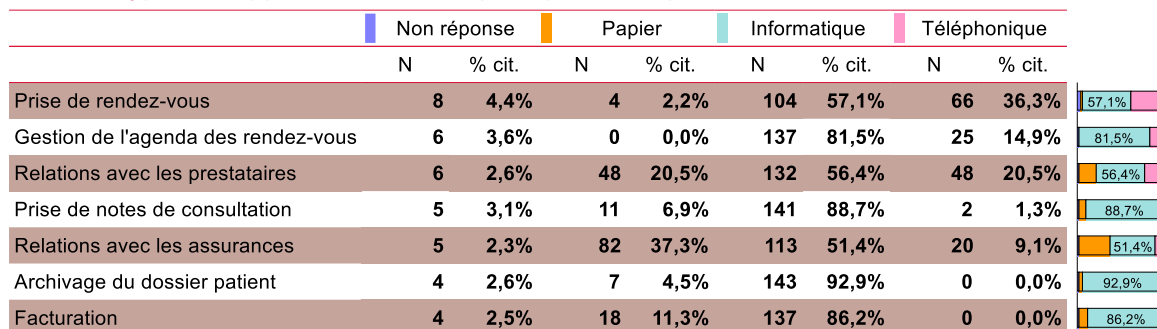 Non réponse Papier Informatique Téléphonique
N % cit. N % cit. N % cit. N % cit.
Prise de rendez-vous 8 4,4% 4 2,2% 104 57,1% 66 36,3% 57,1%
Gestion de l'agenda des rendez-vous 6 3,6% 0 0,0% 137 81,5% 25 14,9% 81,5%
Relations avec les prestataires 6 2,6% 48 20,5% 132 56,4% 48 20,5% 56,4%
Prise de notes de consultation 5 3,1% 11 6,9% 141 88,7% 2 1,3% 88,7%
Relations avec les assurances 5 2,3% 82 37,3% 113 51,4% 20 9,1% 51,4%
Archivage du dossier patient 4 2,6% 7 4,5% 143 92,9% 0 0,0% 92,9%
Facturation 4 2,5% 18 11,3% 137 86,2% 0 0,0% 86,2%